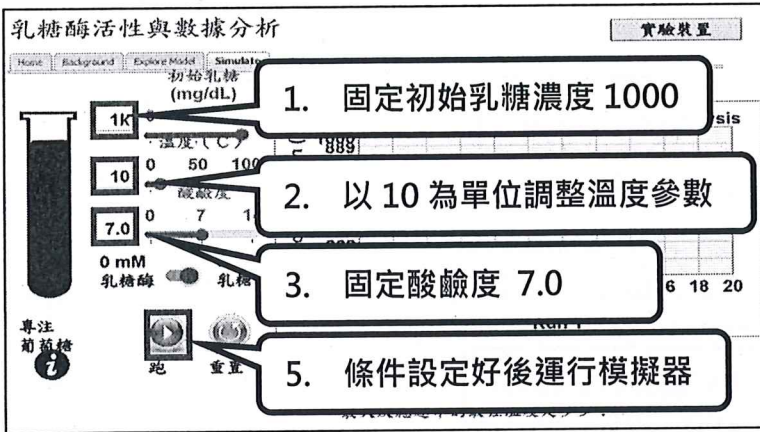 乳糖酶活性與數據分析
實驗裝置
Home Background Explore Model Simulate
初始乳糖
(mg/dL)
1K
1. 固定初始乳糖濃度 1000
溫度 (C)
0 50 100
10
2. 以 10 為單位調整溫度參數
酸鹼度
0 7
7.0
3. 固定酸鹼度 7.0
0 mM
乳糖酶 乳糖
6 18 20
專注
葡萄糖
跑 重置
5. 條件設定好後運行模擬器